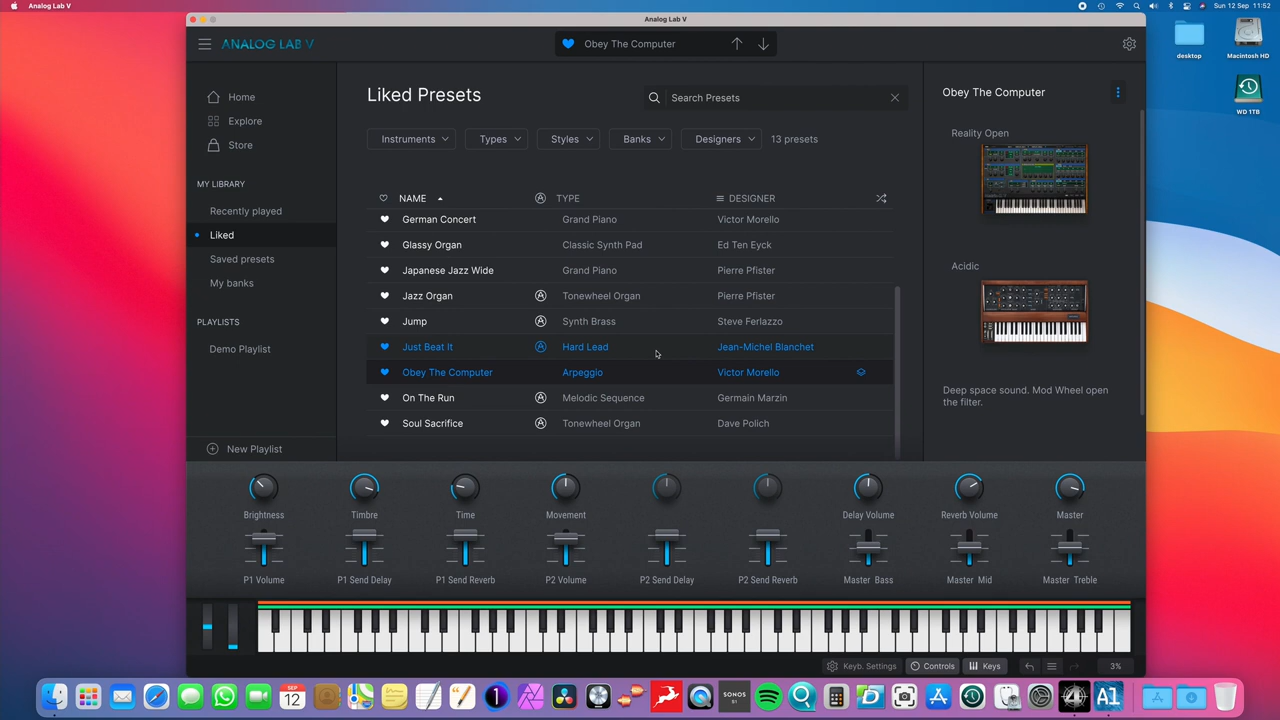 Analog Lab V
Sun 12 Sep 11:52
Analog Lab V
ANALOG LAB V
Obey The Computer
desktop
Macintosh HD
WD 1TB
Home
Explore
Store
MY LIBRARY
Recently played
Liked
Saved presets
My banks
PLAYLISTS
Demo Playlist
New Playlist
Liked Presets
Search Presets
Instruments Types Styles Banks Designers 13 presets
NAME TYPE DESIGNER
German Concert Grand Piano Victor Morello
Glassy Organ Classic Synth Pad Ed Ten Eyck
Japanese Jazz Wide Grand Piano Pierre Pfister
Jazz Organ Tonewheel Organ Pierre Pfister
Jump Synth Brass Steve Ferlazzo
Just Beat It Hard Lead Jean-Michel Blanchet
Obey The Computer Arpeggio Victor Morello
On The Run Melodic Sequence Germain Marzin
Soul Sacrifice Tonewheel Organ Dave Polich
Obey The Computer
Reality Open
Acidic
Deep space sound. Mod Wheel open
the filter.
Brightness Timbre Time Movement Delay Volume Reverb Volume Master
P1 Volume P1 Send Delay P1 Send Reverb P2 Volume P2 Send Delay P2 Send Reverb Master Bass Master Mid Master Treble
Keyb. Settings Controls Keys 3%
SEP
12
SONOS
S1
A1